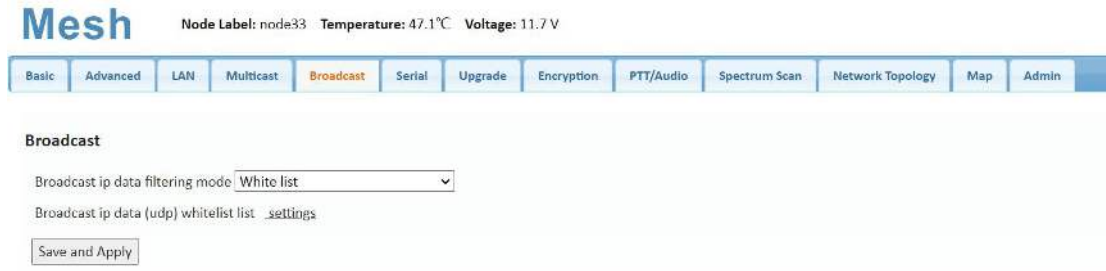 Mesh
Node Label: node33 Temperature: 47.1℃ Voltage: 11.7 V
Basic Advanced LAN Multicast Broadcast Serial Upgrade Encryption PTT/Audio Spectrum Scan Network Topology Map Admin
Broadcast
Broadcast ip data filtering mode White list
Broadcast ip data (udp) whitelist list settings
Save and Apply